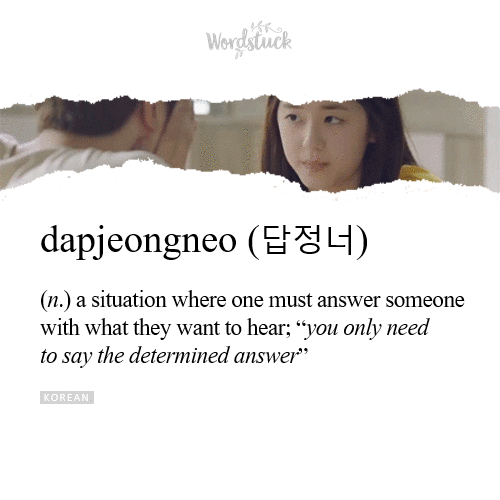 Wordstuck
dapjeongneo (답정너)
(n.) a situation where one must answer someone
with what they want to hear; “you only need
to say the determined answer”
KOREAN